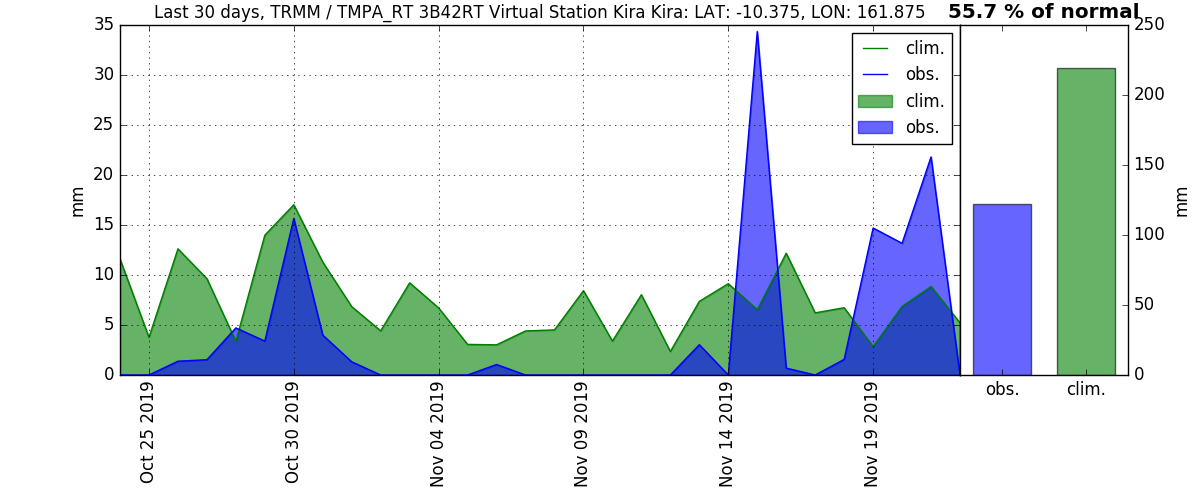 Last 30 days, TRMM / TMPA_RT 3B42RT Virtual Station Kira Kira: LAT: -10.375, LON: 161.875
55.7 % of normal
35
30
25
20
15
10
5
0
mm
clim.
obs.
clim.
obs.
250
200
150
100
50
0
mm
obs.
clim.
Oct 25 2019
Oct 30 2019
Nov 04 2019
Nov 09 2019
Nov 14 2019
Nov 19 2019